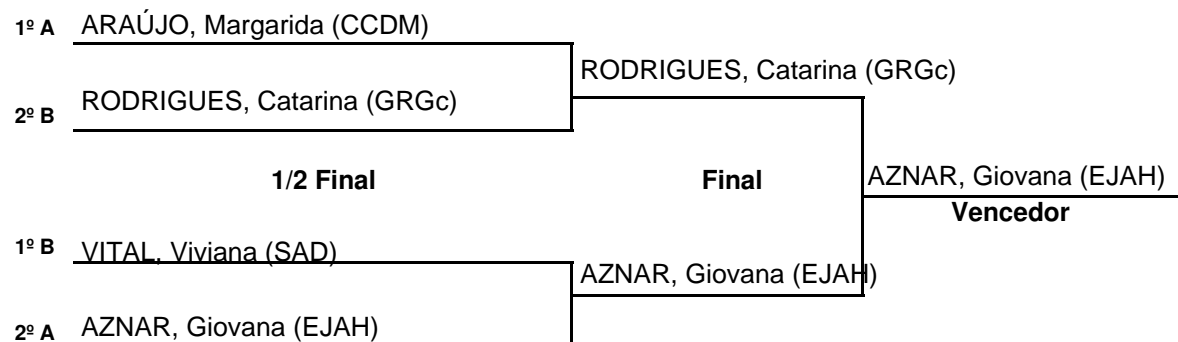 1º A ARAÚJO, Margarida (CCDM)
RODRIGUES, Catarina (GRGc)
2º B RODRIGUES, Catarina (GRGc)
1/2 Final Final AZNAR, Giovana (EJAH)
Vencedor
1º B VITAL, Viviana (SAD)
AZNAR, Giovana (EJAH)
2º A AZNAR, Giovana (EJAH)